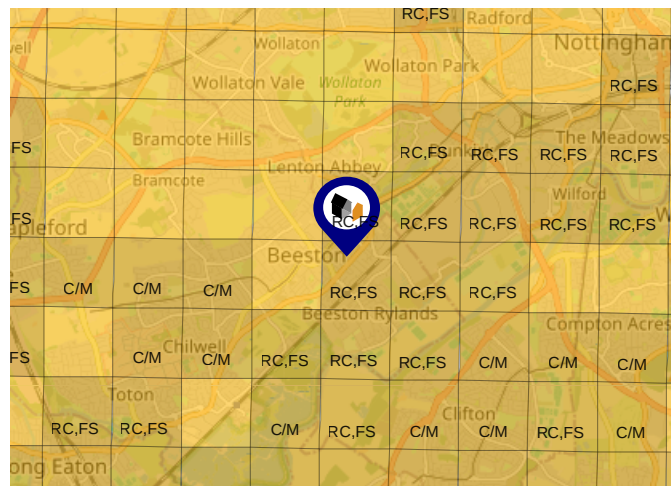 RC,FS Radford
well Wollaton Nottingham
Wollaton Park
Wollaton Vale Wollaton Park RC,FS
Bramcote Hills The Meadows
FS RC,FS RC,FS RC,FS RC,FS
Lenton Abbey
Bramcote Wilford
FS RC,FS RC,FS RC,FS RC,FS RC,FS
apleford
Beeston
FS C/M C/M C/M RC,FS RC,FS RC,FS
Beeston Rylands
Compton Acres
Chilwell
FS C/M C/M RC,FS RC,FS RC,FS C/M C/M C/M
Toton
Clifton
RC,FS RC,FS C/M RC,FS C/M C/M RC,FS C/M
ong Eaton